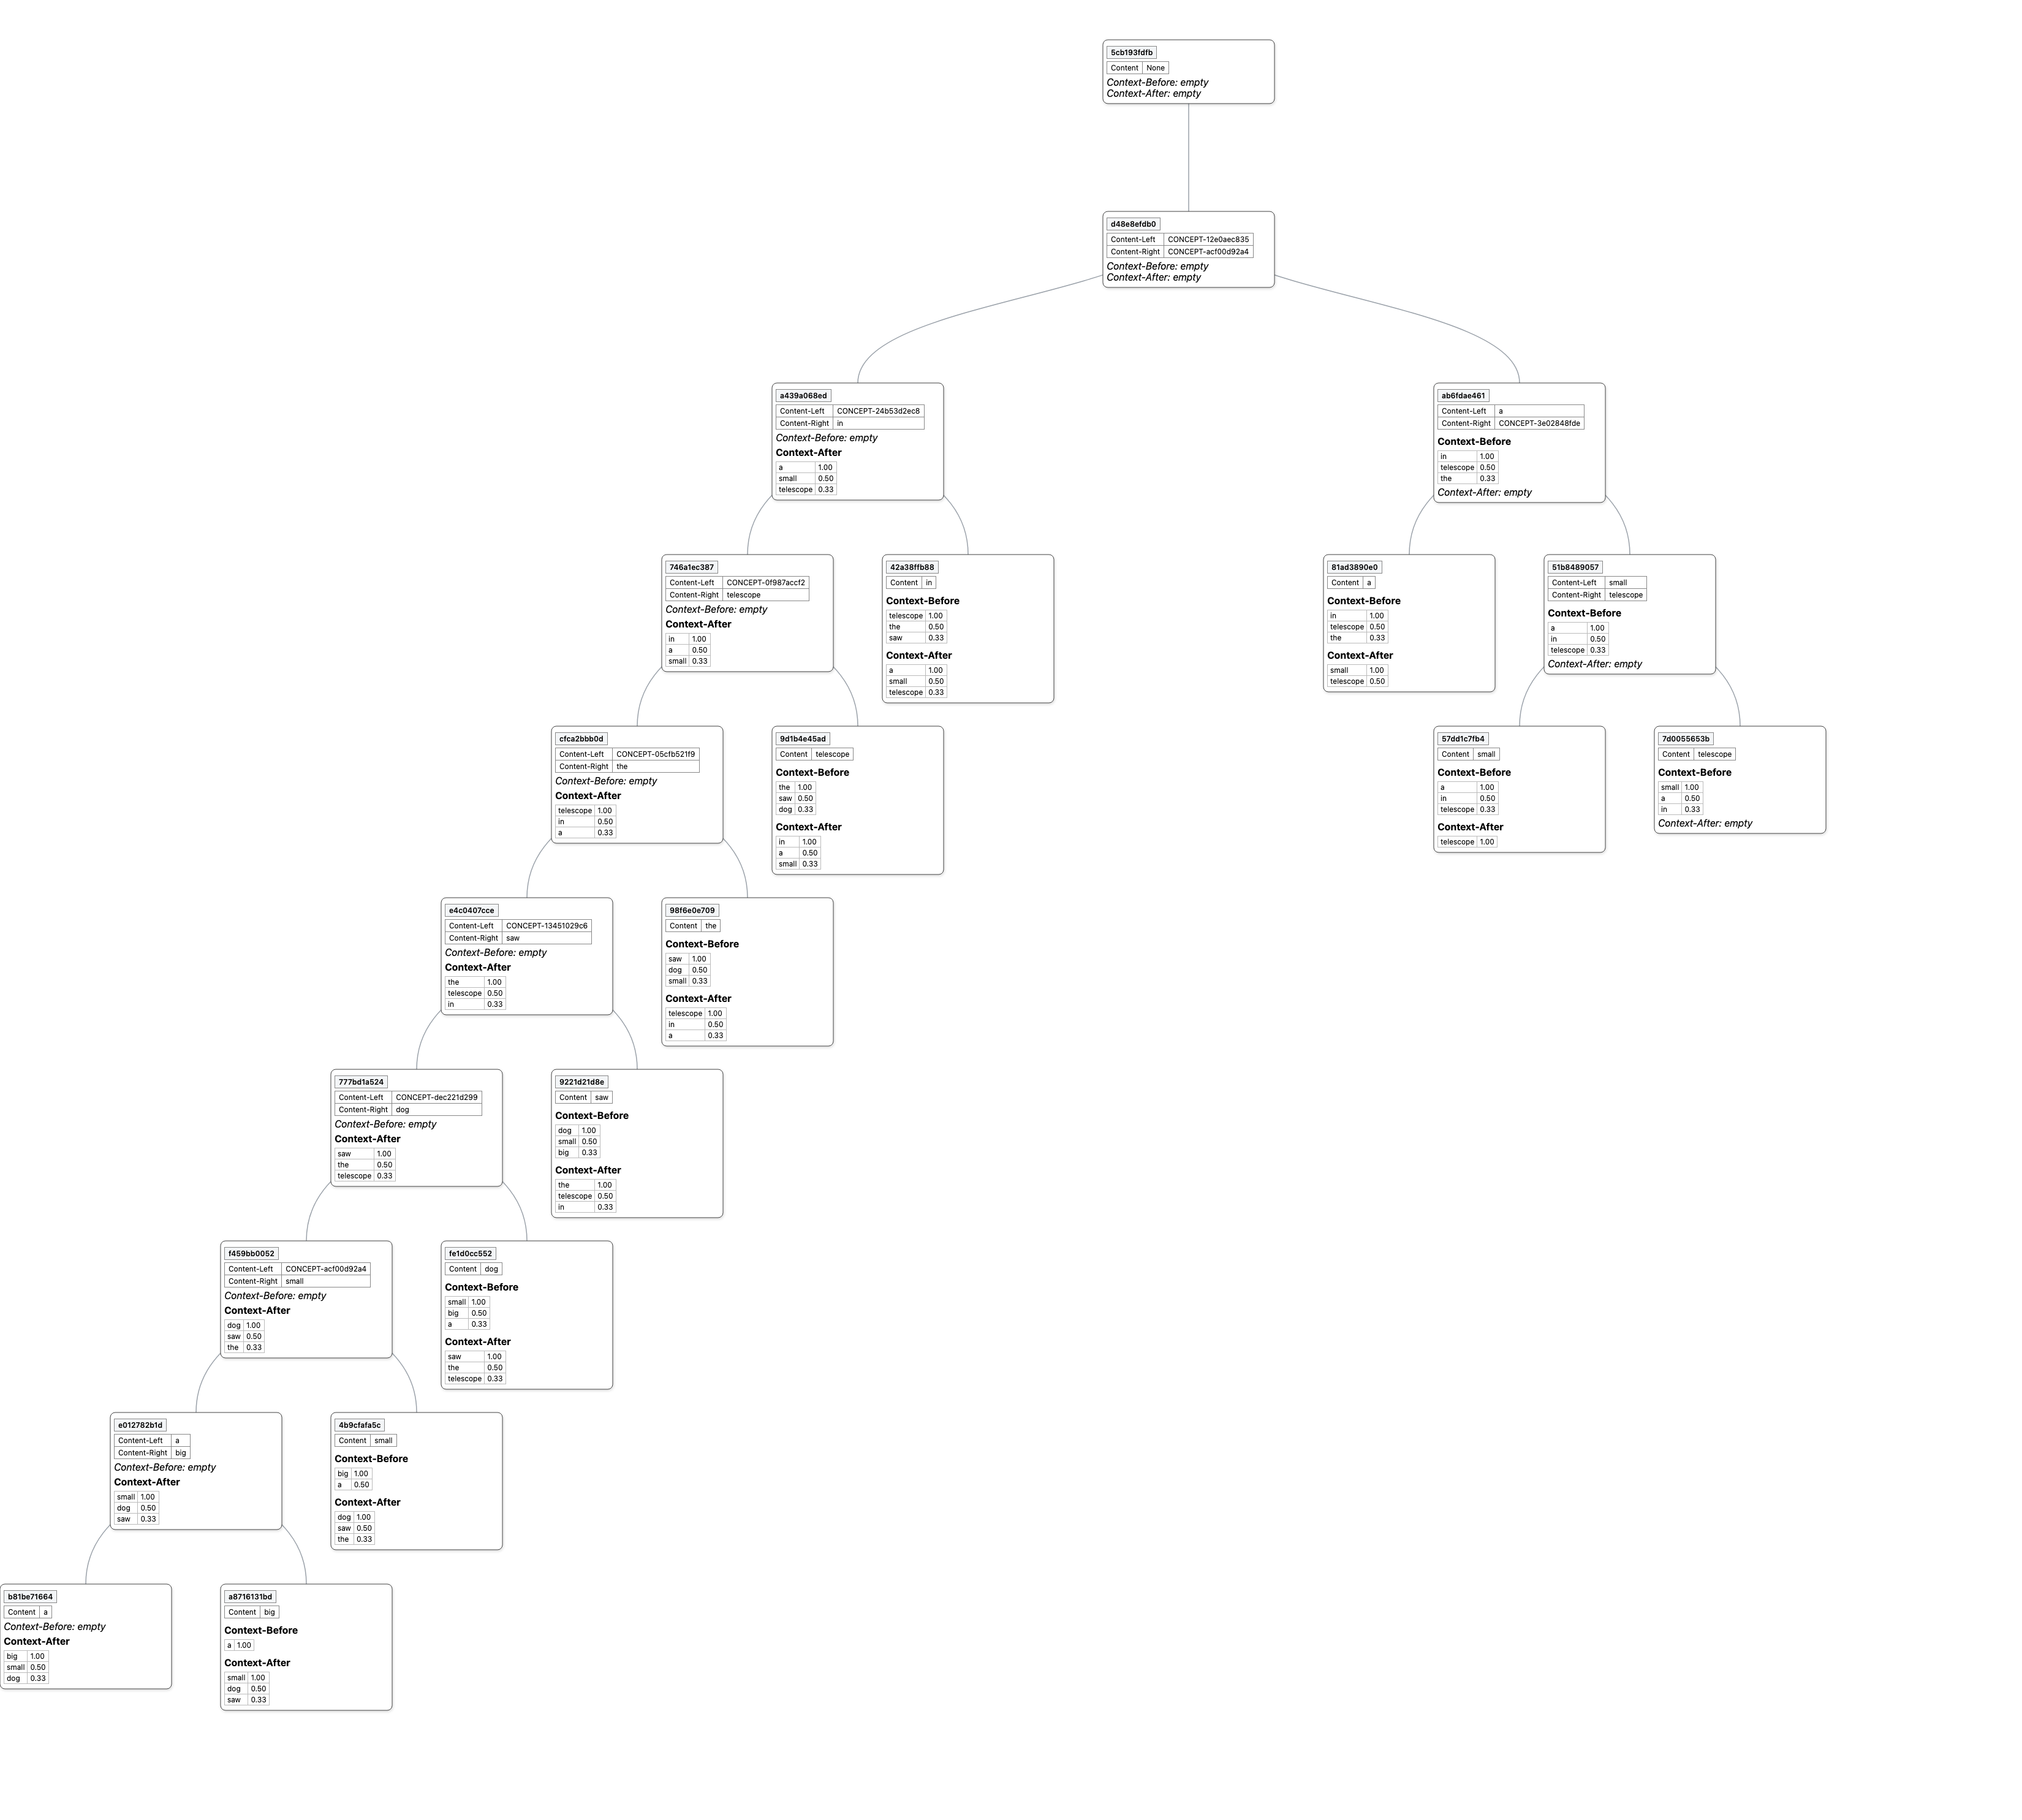 5cb193fdfb
Content None
Context-Before: empty
Context-After: empty
d48e8efdb0
Content-Left CONCEPT-12e0aec835
Content-Right CONCEPT-acf00d92a4
Context-Before: empty
Context-After: empty
a439a068ed
Content-Left CONCEPT-24b53d2ec8
Content-Right in
Context-Before: empty
Context-After
a 1.00
small 0.50
telescope 0.33
ab6fdae461
Content-Left a
Content-Right CONCEPT-3e02848fde
Context-Before
in 1.00
telescope 0.50
the 0.33
Context-After: empty
746a1ec387
Content-Left CONCEPT-0f987accf2
Content-Right telescope
Context-Before: empty
Context-After
in 1.00
a 0.50
small 0.33
42a38ffb88
Content in
Context-Before
telescope 1.00
the 0.50
saw 0.33
Context-After
a 1.00
small 0.50
telescope 0.33
81ad3890e0
Content a
Context-Before
in 1.00
telescope 0.50
the 0.33
Context-After
small 1.00
telescope 0.50
51b8489057
Content-Left small
Content-Right telescope
Context-Before
a 1.00
in 0.50
telescope 0.33
Context-After: empty
cfca2bbb0d
Content-Left CONCEPT-05cfb521f9
Content-Right the
Context-Before: empty
Context-After
telescope 1.00
in 0.50
a 0.33
9d1b4e45ad
Content telescope
Context-Before
the 1.00
saw 0.50
dog 0.33
Context-After
in 1.00
a 0.50
small 0.33
57dd1c7fb4
Content small
Context-Before
a 1.00
in 0.50
telescope 0.33
Context-After
telescope 1.00
7d0055653b
Content telescope
Context-Before
small 1.00
a 0.50
in 0.33
Context-After: empty
e4c0407cce
Content-Left CONCEPT-13451029c6
Content-Right saw
Context-Before: empty
Context-After
the 1.00
telescope 0.50
in 0.33
98f6e0e709
Content the
Context-Before
saw 1.00
dog 0.50
small 0.33
Context-After
telescope 1.00
in 0.50
a 0.33
777bd1a524
Content-Left CONCEPT-dec221d299
Content-Right dog
Context-Before: empty
Context-After
saw 1.00
the 0.50
telescope 0.33
9221d21d8e
Content saw
Context-Before
dog 1.00
small 0.50
big 0.33
Context-After
the 1.00
telescope 0.50
in 0.33
f459bb0052
Content-Left CONCEPT-acf00d92a4
Content-Right small
Context-Before: empty
Context-After
dog 1.00
saw 0.50
the 0.33
fe1d0cc552
Content dog
Context-Before
small 1.00
big 0.50
a 0.33
Context-After
saw 1.00
the 0.50
telescope 0.33
e012782b1d
Content-Left a
Content-Right big
Context-Before: empty
Context-After
small 1.00
dog 0.50
saw 0.33
4b9cfafa5c
Content small
Context-Before
big 1.00
a 0.50
Context-After
dog 1.00
saw 0.50
the 0.33
b81be71664
Content a
Context-Before: empty
Context-After
big 1.00
small 0.50
dog 0.33
a8716131bd
Content big
Context-Before
a 1.00
Context-After
small 1.00
dog 0.50
saw 0.33